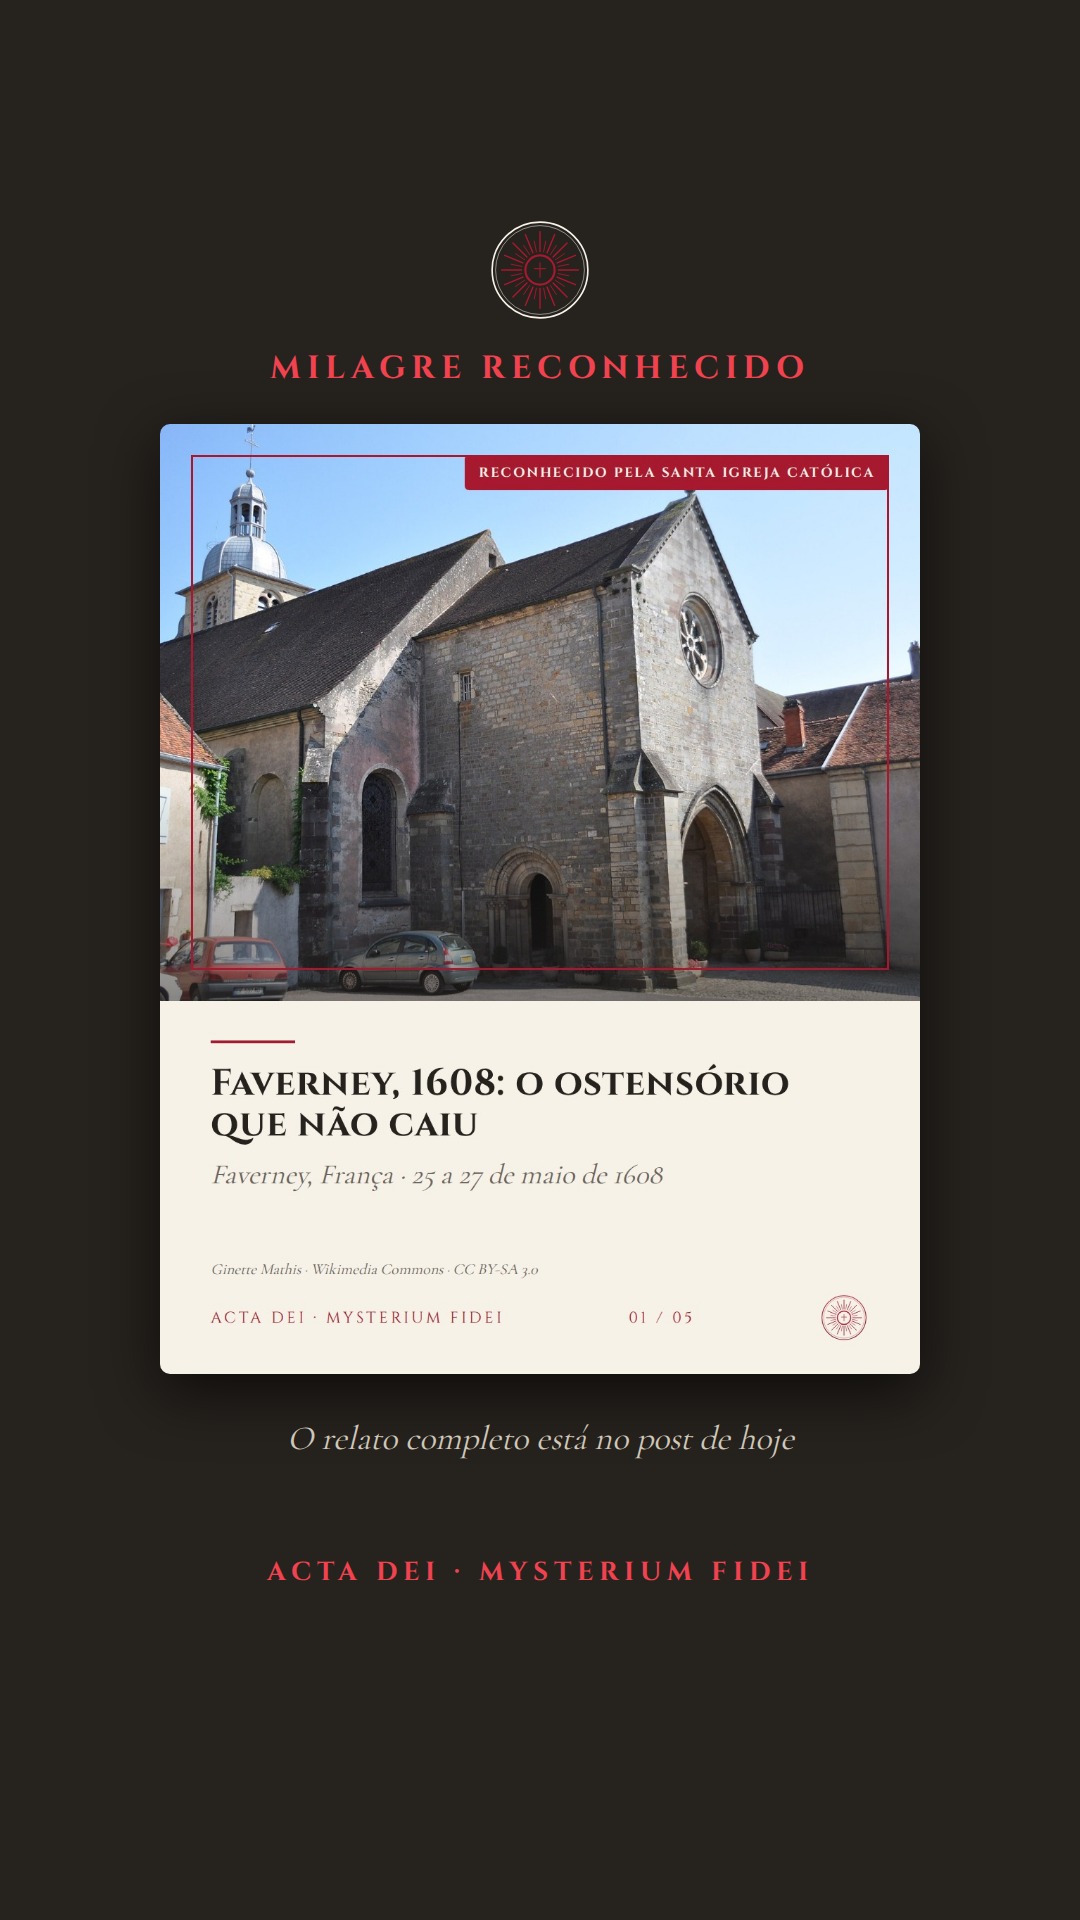 MILAGRE RECONHECIDO
RECONHECIDO PELA SANTA IGREJA CATÓLICA
Faverney, 1608: o ostensório
que não caiu
Faverney, França · 25 a 27 de maio de 1608
Ginette Mathis · Wikimedia Commons · CC BY-SA 3.0
ACTA DEI · MYSTERIUM FIDEI
01 / 05
O relato completo está no post de hoje
ACTA DEI · MYSTERIUM FIDEI